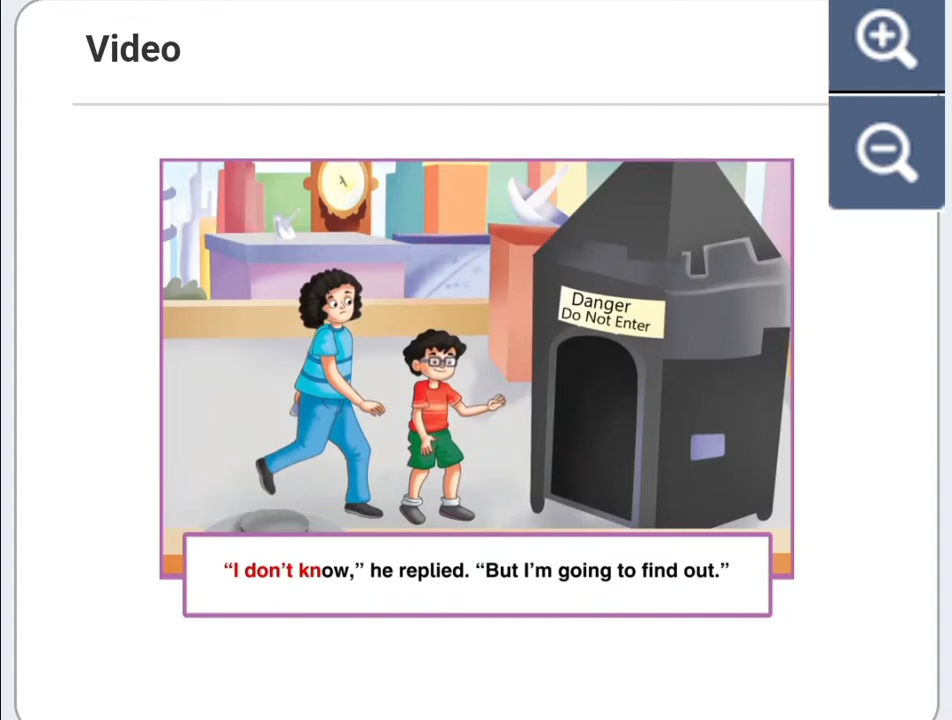 Video
Danger
Do Not Enter
“I don’t know,” he replied. “But I’m going to find out.”